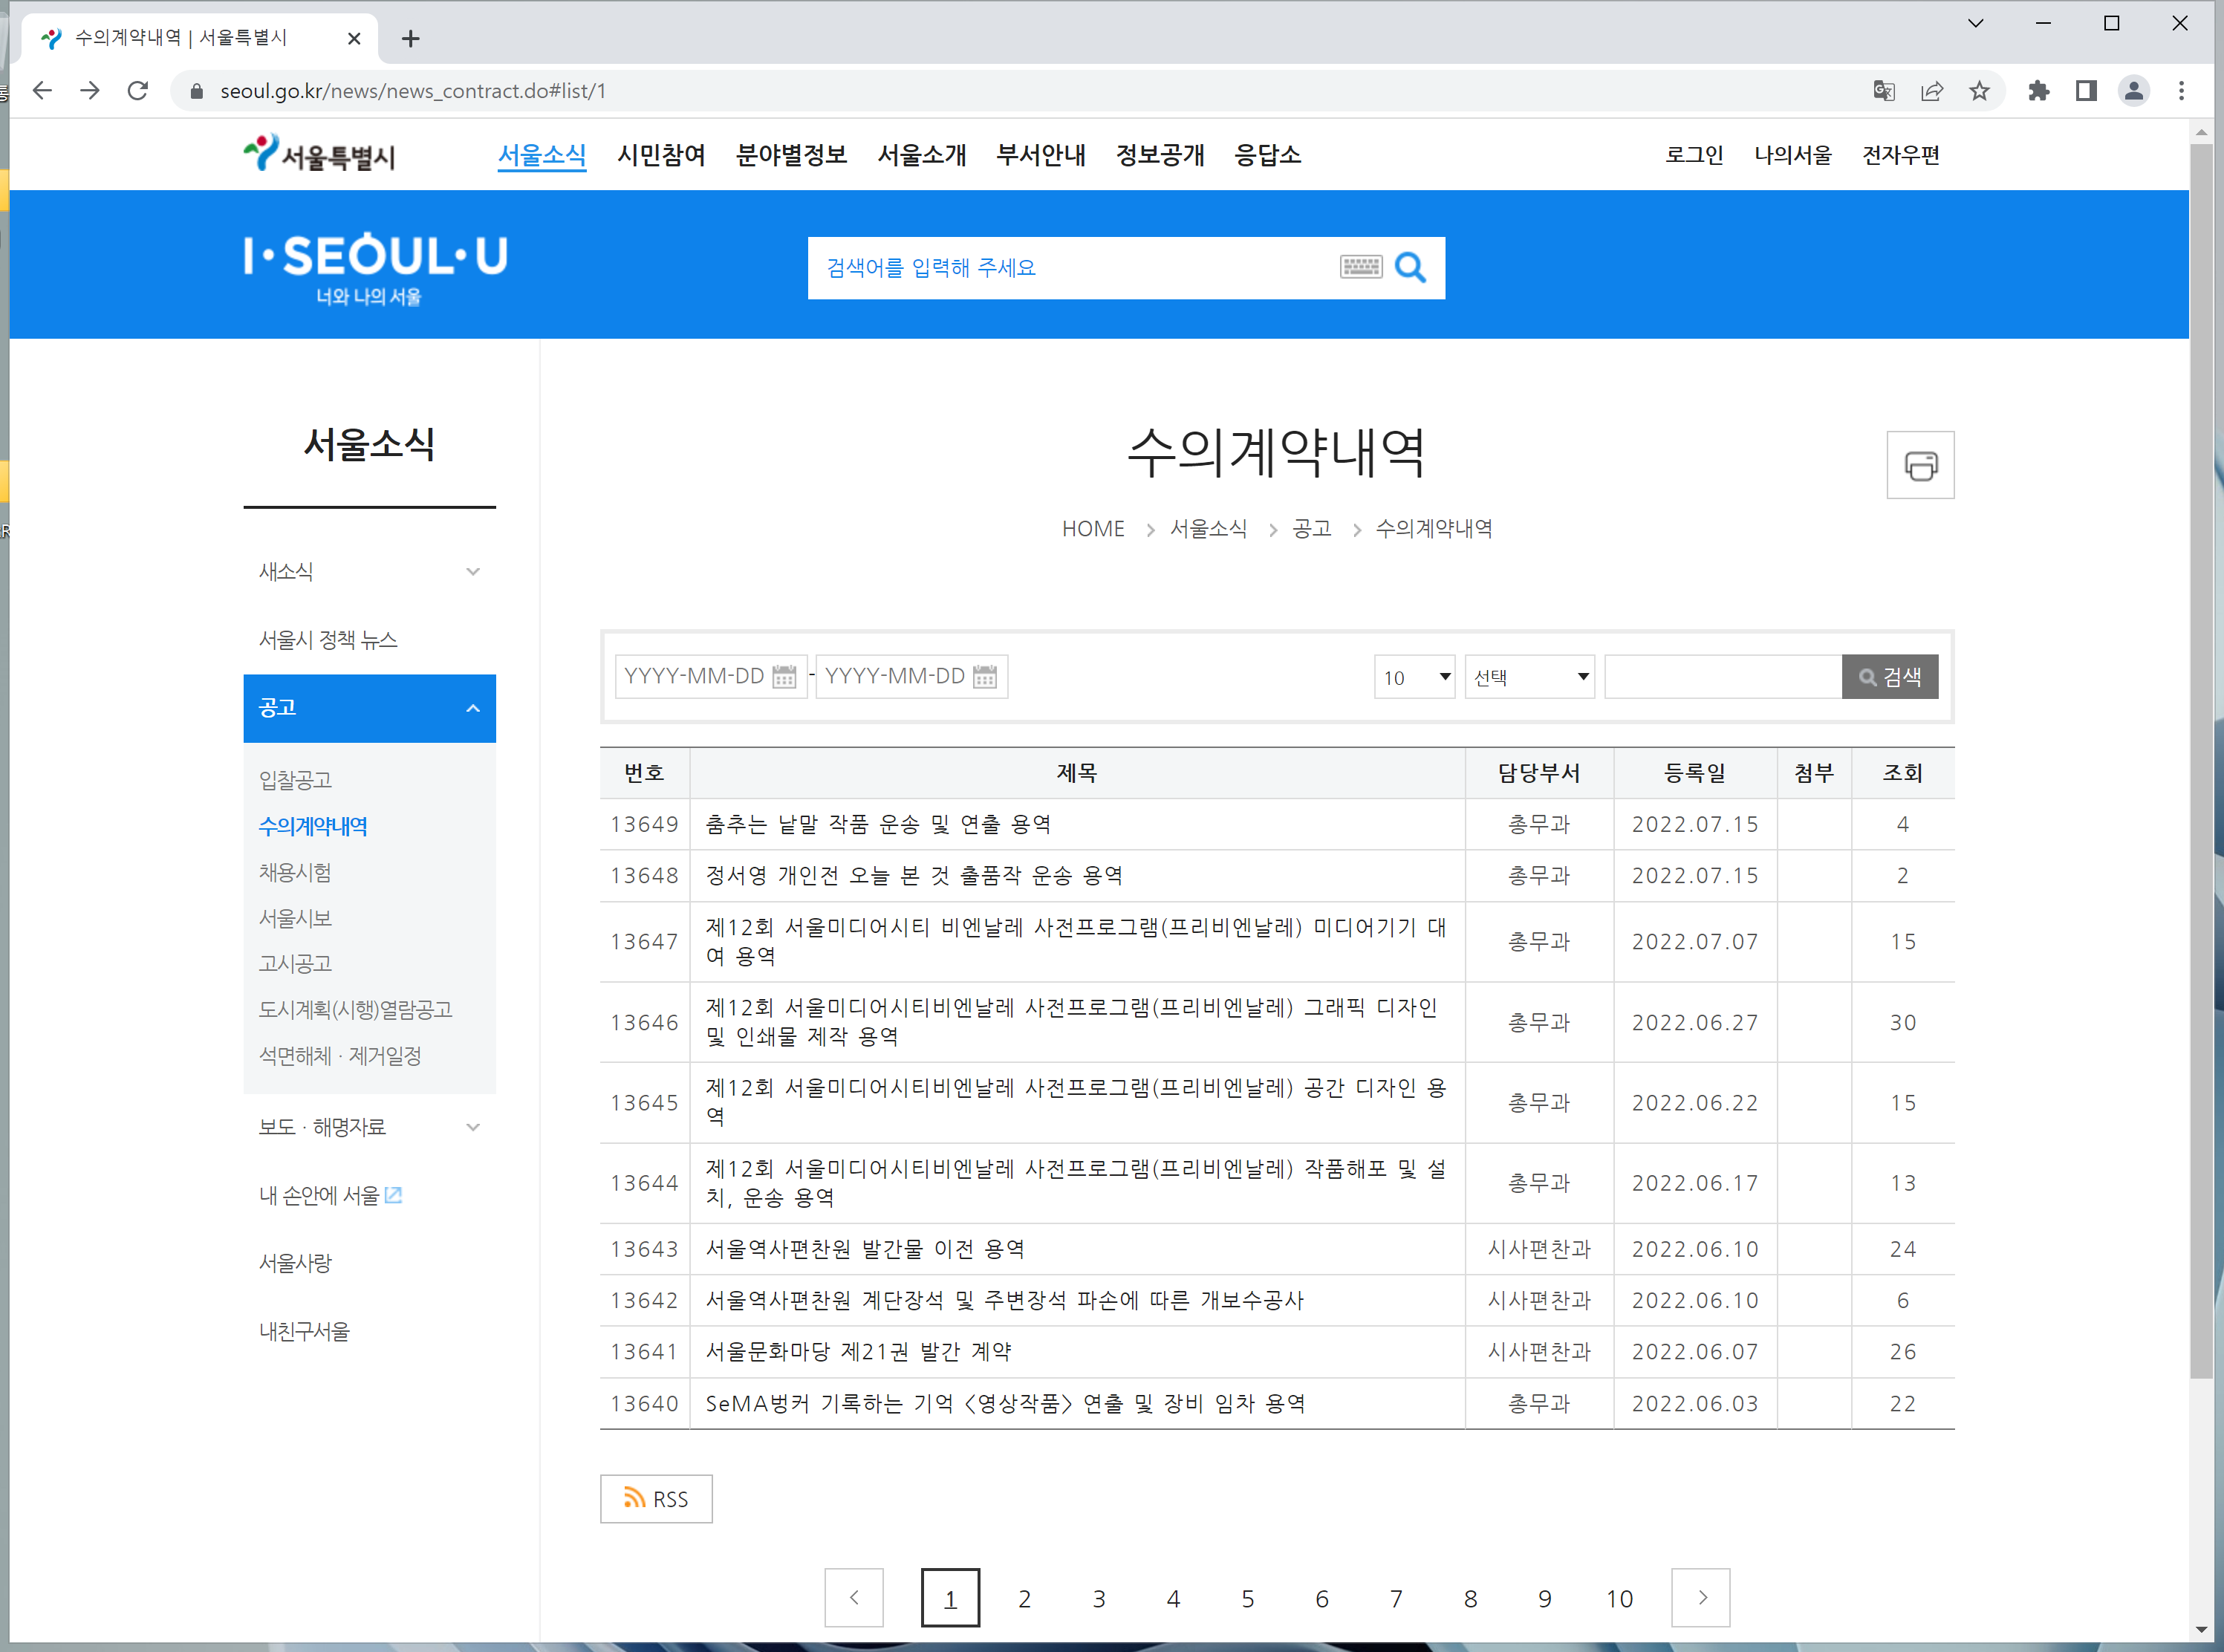 수의계약내역 | 서울특별시
seoul.go.kr/news/news_contract.do#list/1
서울특별시
서울소식 시민참여 분야별정보 서울소개 부서안내 정보공개 응답소
로그인 나의서울 전자우편
I·SEOUL·U
너와 나의 서울
검색어를 입력해 주세요
서울소식
새소식
서울시 정책 뉴스
공고
입찰공고
수의계약내역
채용시험
서울시보
고시공고
도시계획(시행)열람공고
석면해체 · 제거일정
보도 · 해명자료
내 손안에 서울
서울사랑
내친구서울
수의계약내역
HOME > 서울소식 > 공고 > 수의계약내역
YYYY-MM-DD - YYYY-MM-DD 10 선택 검색
번호 제목 담당부서 등록일 첨부 조회
13649 춤추는 낱말 작품 운송 및 연출 용역 총무과 2022.07.15 4
13648 정서영 개인전 오늘 본 것 출품작 운송 용역 총무과 2022.07.15 2
13647 제12회 서울미디어시티 비엔날레 사전프로그램(프리비엔날레) 미디어기기 대
여 용역 총무과 2022.07.07 15
13646 제12회 서울미디어시티비엔날레 사전프로그램(프리비엔날레) 그래픽 디자인
및 인쇄물 제작 용역 총무과 2022.06.27 30
13645 제12회 서울미디어시티비엔날레 사전프로그램(프리비엔날레) 공간 디자인 용
역 총무과 2022.06.22 15
13644 제12회 서울미디어시티비엔날레 사전프로그램(프리비엔날레) 작품해포 및 설
치, 운송 용역 총무과 2022.06.17 13
13643 서울역사편찬원 발간물 이전 용역 시사편찬과 2022.06.10 24
13642 서울역사편찬원 계단장석 및 주변장석 파손에 따른 개보수공사 시사편찬과 2022.06.10 6
13641 서울문화마당 제21권 발간 계약 시사편찬과 2022.06.07 26
13640 SeMA벙커 기록하는 기억 <영상작품> 연출 및 장비 임차 용역 총무과 2022.06.03 22
RSS
1 2 3 4 5 6 7 8 9 10